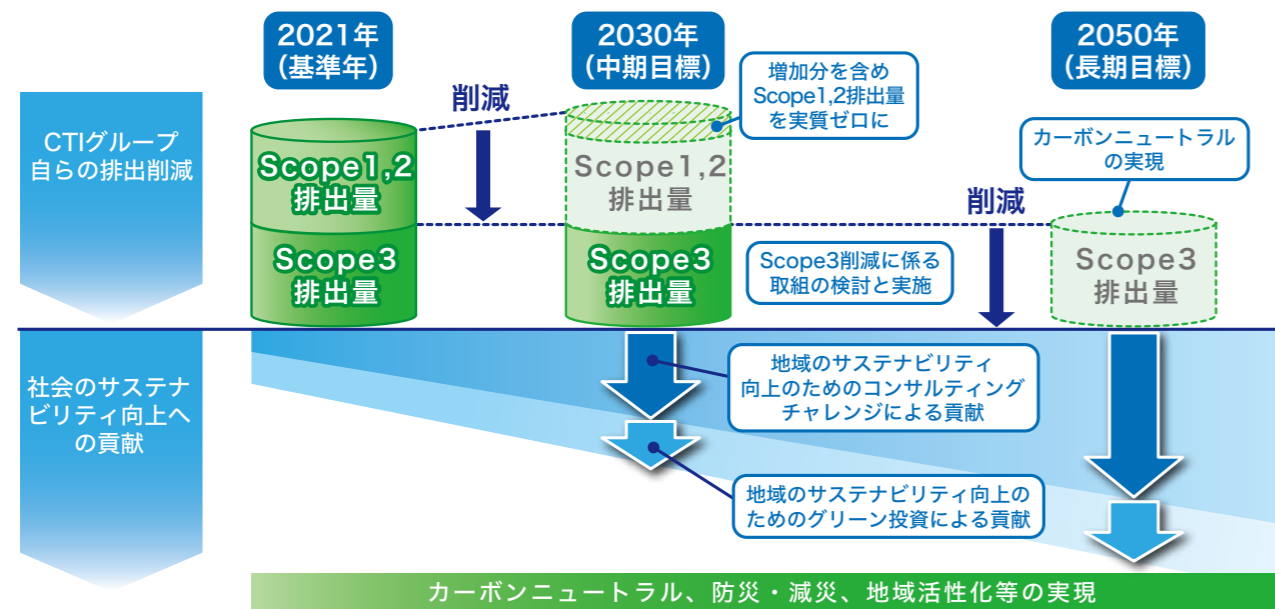 2021年
（基準年）
2030年
（中期目標）
2050年
（長期目標）
増加分を含め
Scope1,2排出量
を実質ゼロに
削減
カーボンニュートラル
の実現
CTIグループ
自らの排出削減
Scope1,2
排出量
Scope1,2
排出量
削減
Scope3
排出量
Scope3
排出量
Scope3削減に係る
取組の検討と実施
Scope3
排出量
社会のサステナ
ビリティ向上へ
の貢献
地域のサステナビリティ
向上のためのコンサルティング
チャレンジによる貢献
地域のサステナビリティ向上の
ためのグリーン投資による貢献
カーボンニュートラル、防災・減災、地域活性化等の実現